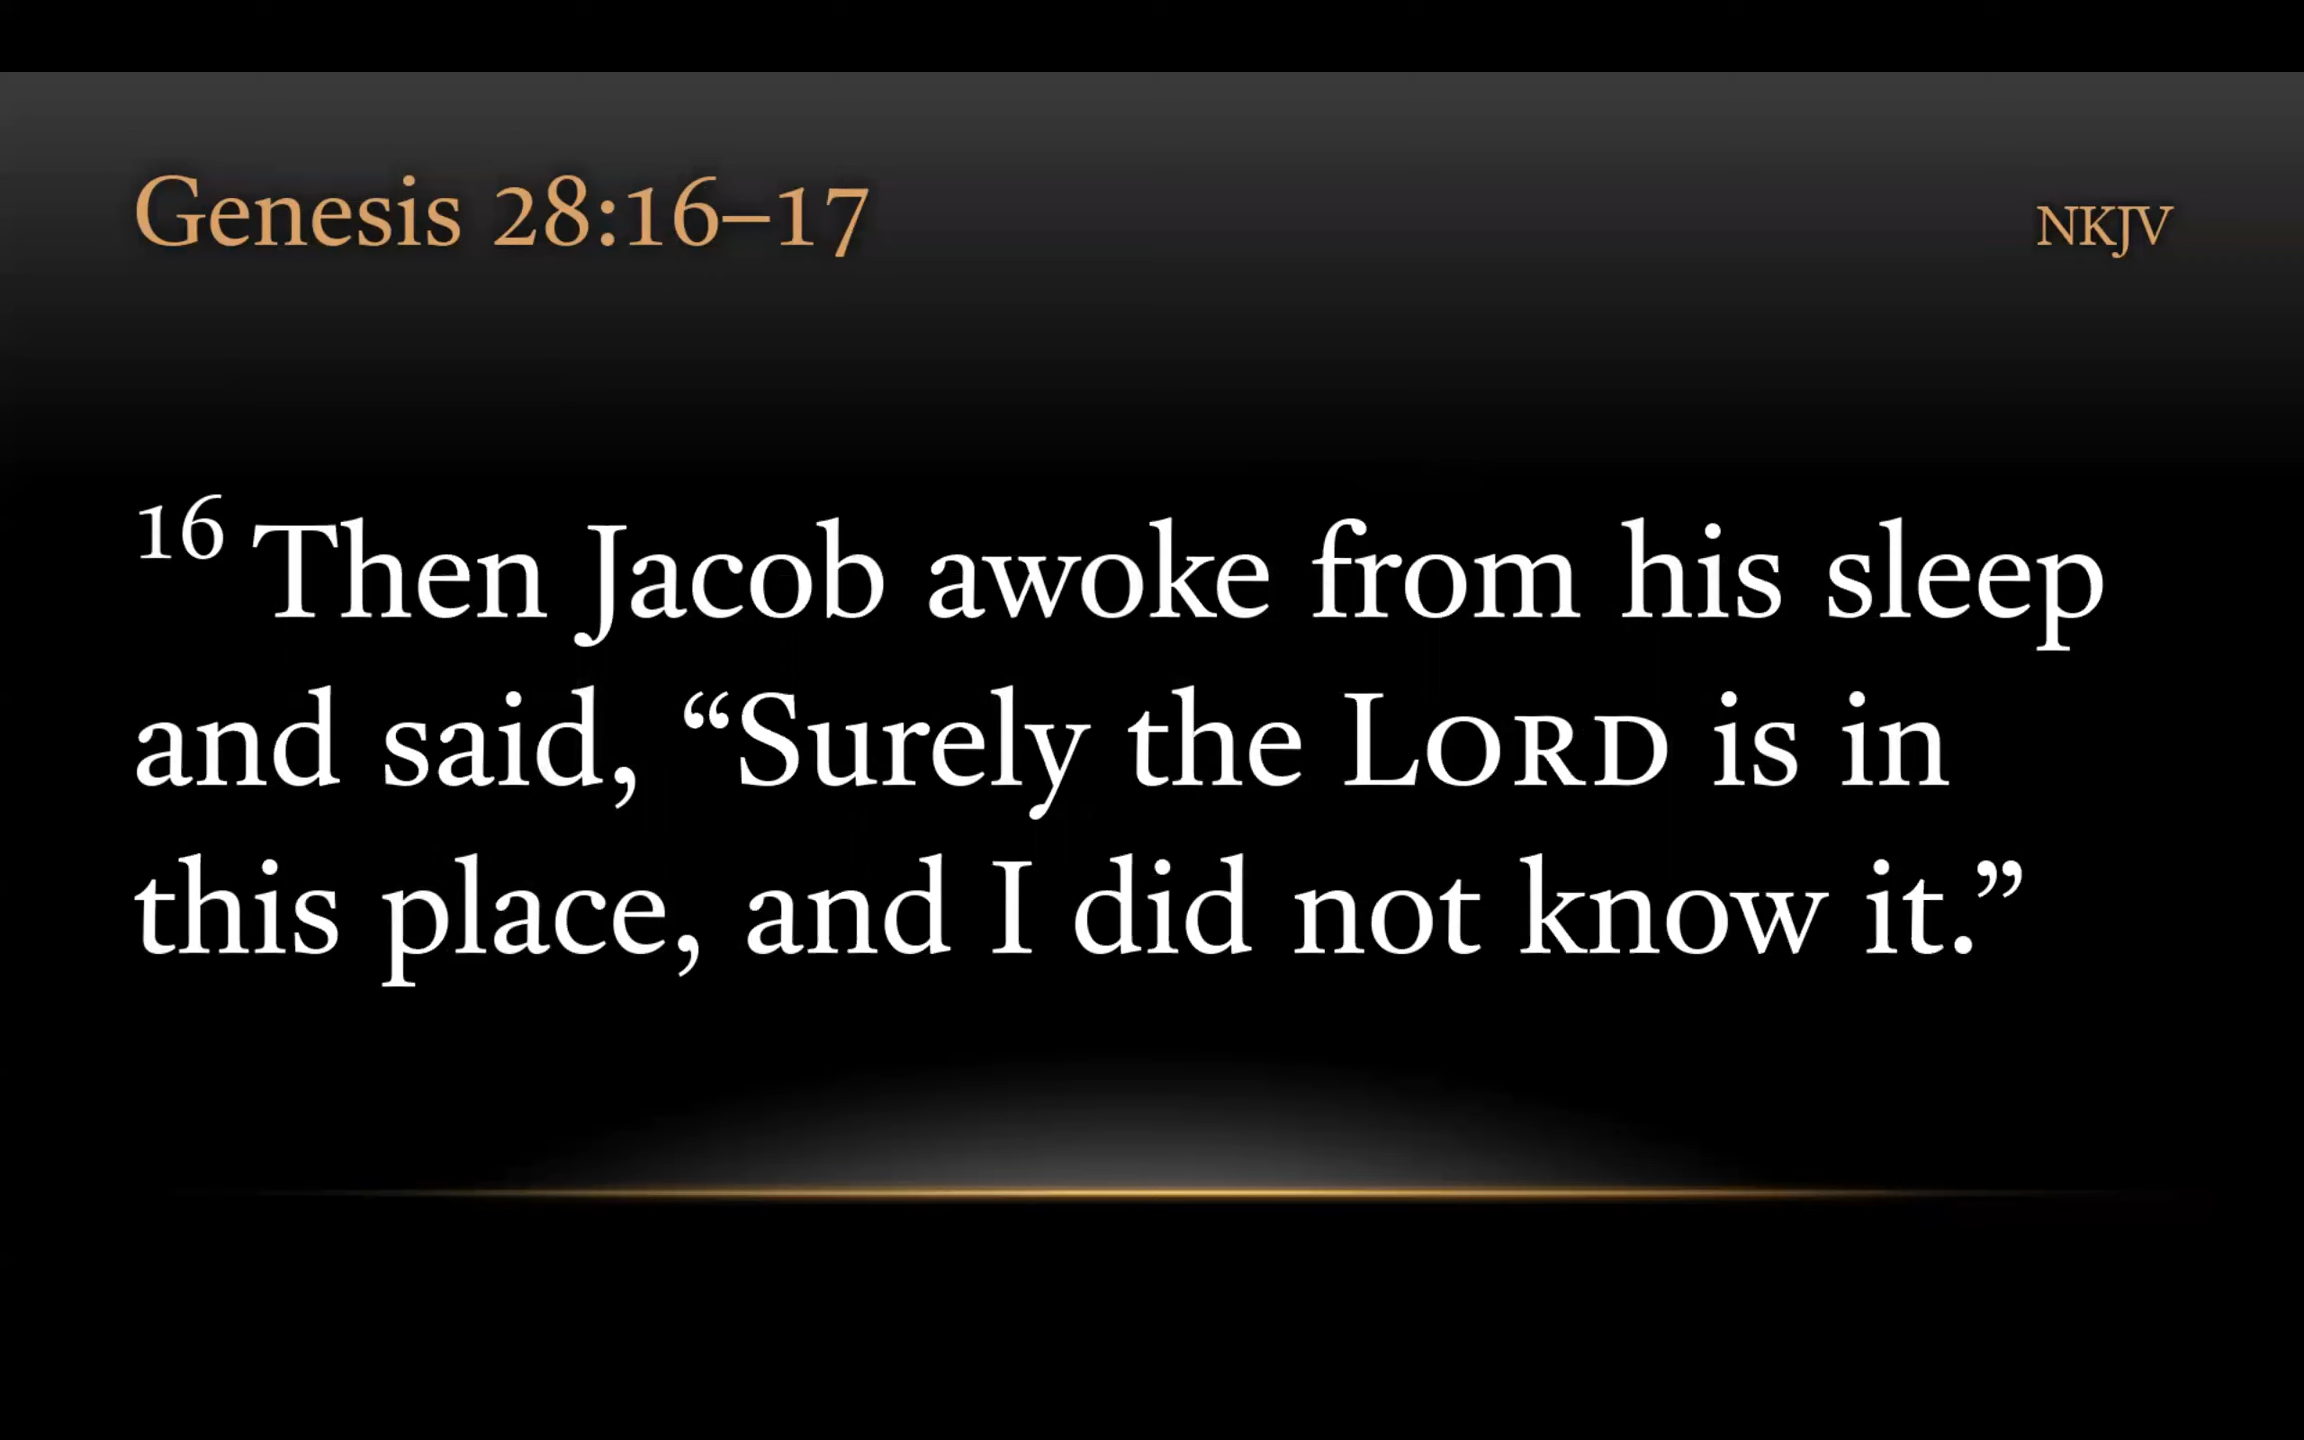 Genesis 28:16–17
NKJV
16 Then Jacob awoke from his sleep
and said, “Surely the LORD is in
this place, and I did not know it.”